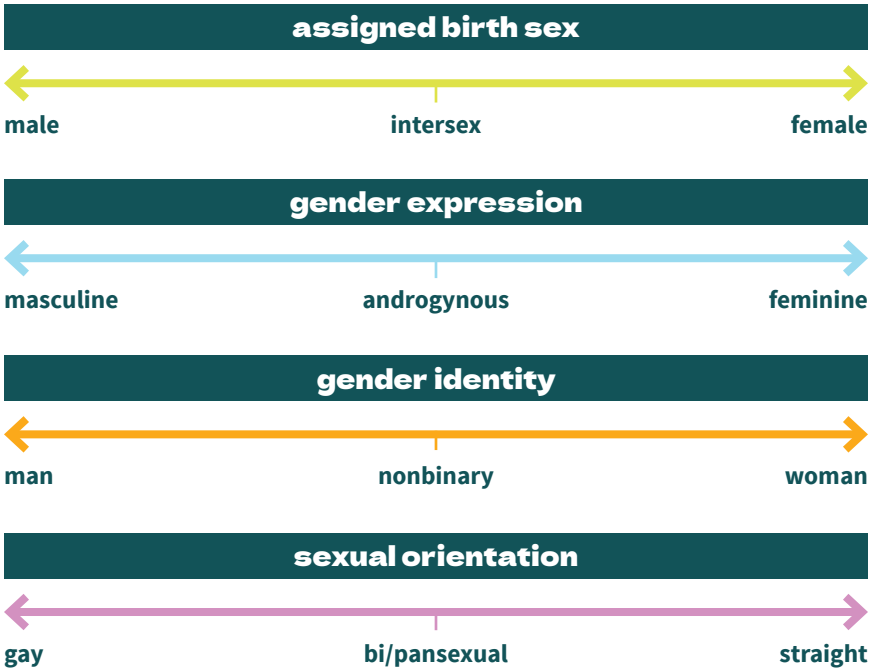 assigned birth sex
male intersex female
gender expression
masculine androgynous feminine
gender identity
man nonbinary woman
sexual orientation
gay bi/pansexual straight